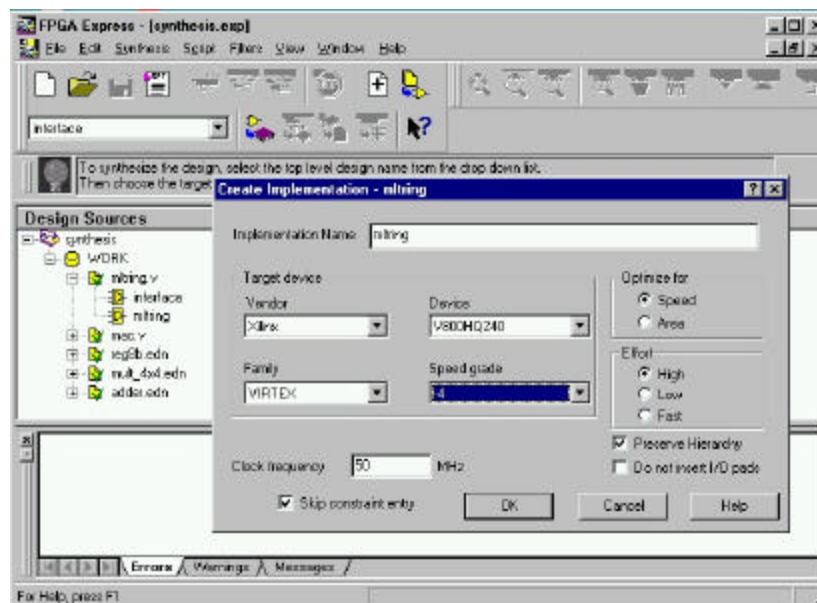 FPGA Express - [synthesis.exp]
File Edit Synthesis Script Filters View Window Help
interface
To synthesize the design, select the top level design name from the drop down list.
Then choose the target
Design Sources
synthesis
WORK
mltring.v
interface
mltring
mac.v
reg8b.edn
mult_4x4.edn
adder.edn
Create Implementation - mltring
Implementation Name mltring
Target device
Vendor
Device
Xilinx
V800HQ240
Family
Speed grade
VIRTEX
-4
Optimize for
Speed
Area
Effort
High
Low
Fast
Preserve Hierarchy
Clock frequency 50 MHz
Do not insert I/O pads
Skip constraint entry
OK
Cancel
Help
Errors Warnings Messages
For Help, press F1